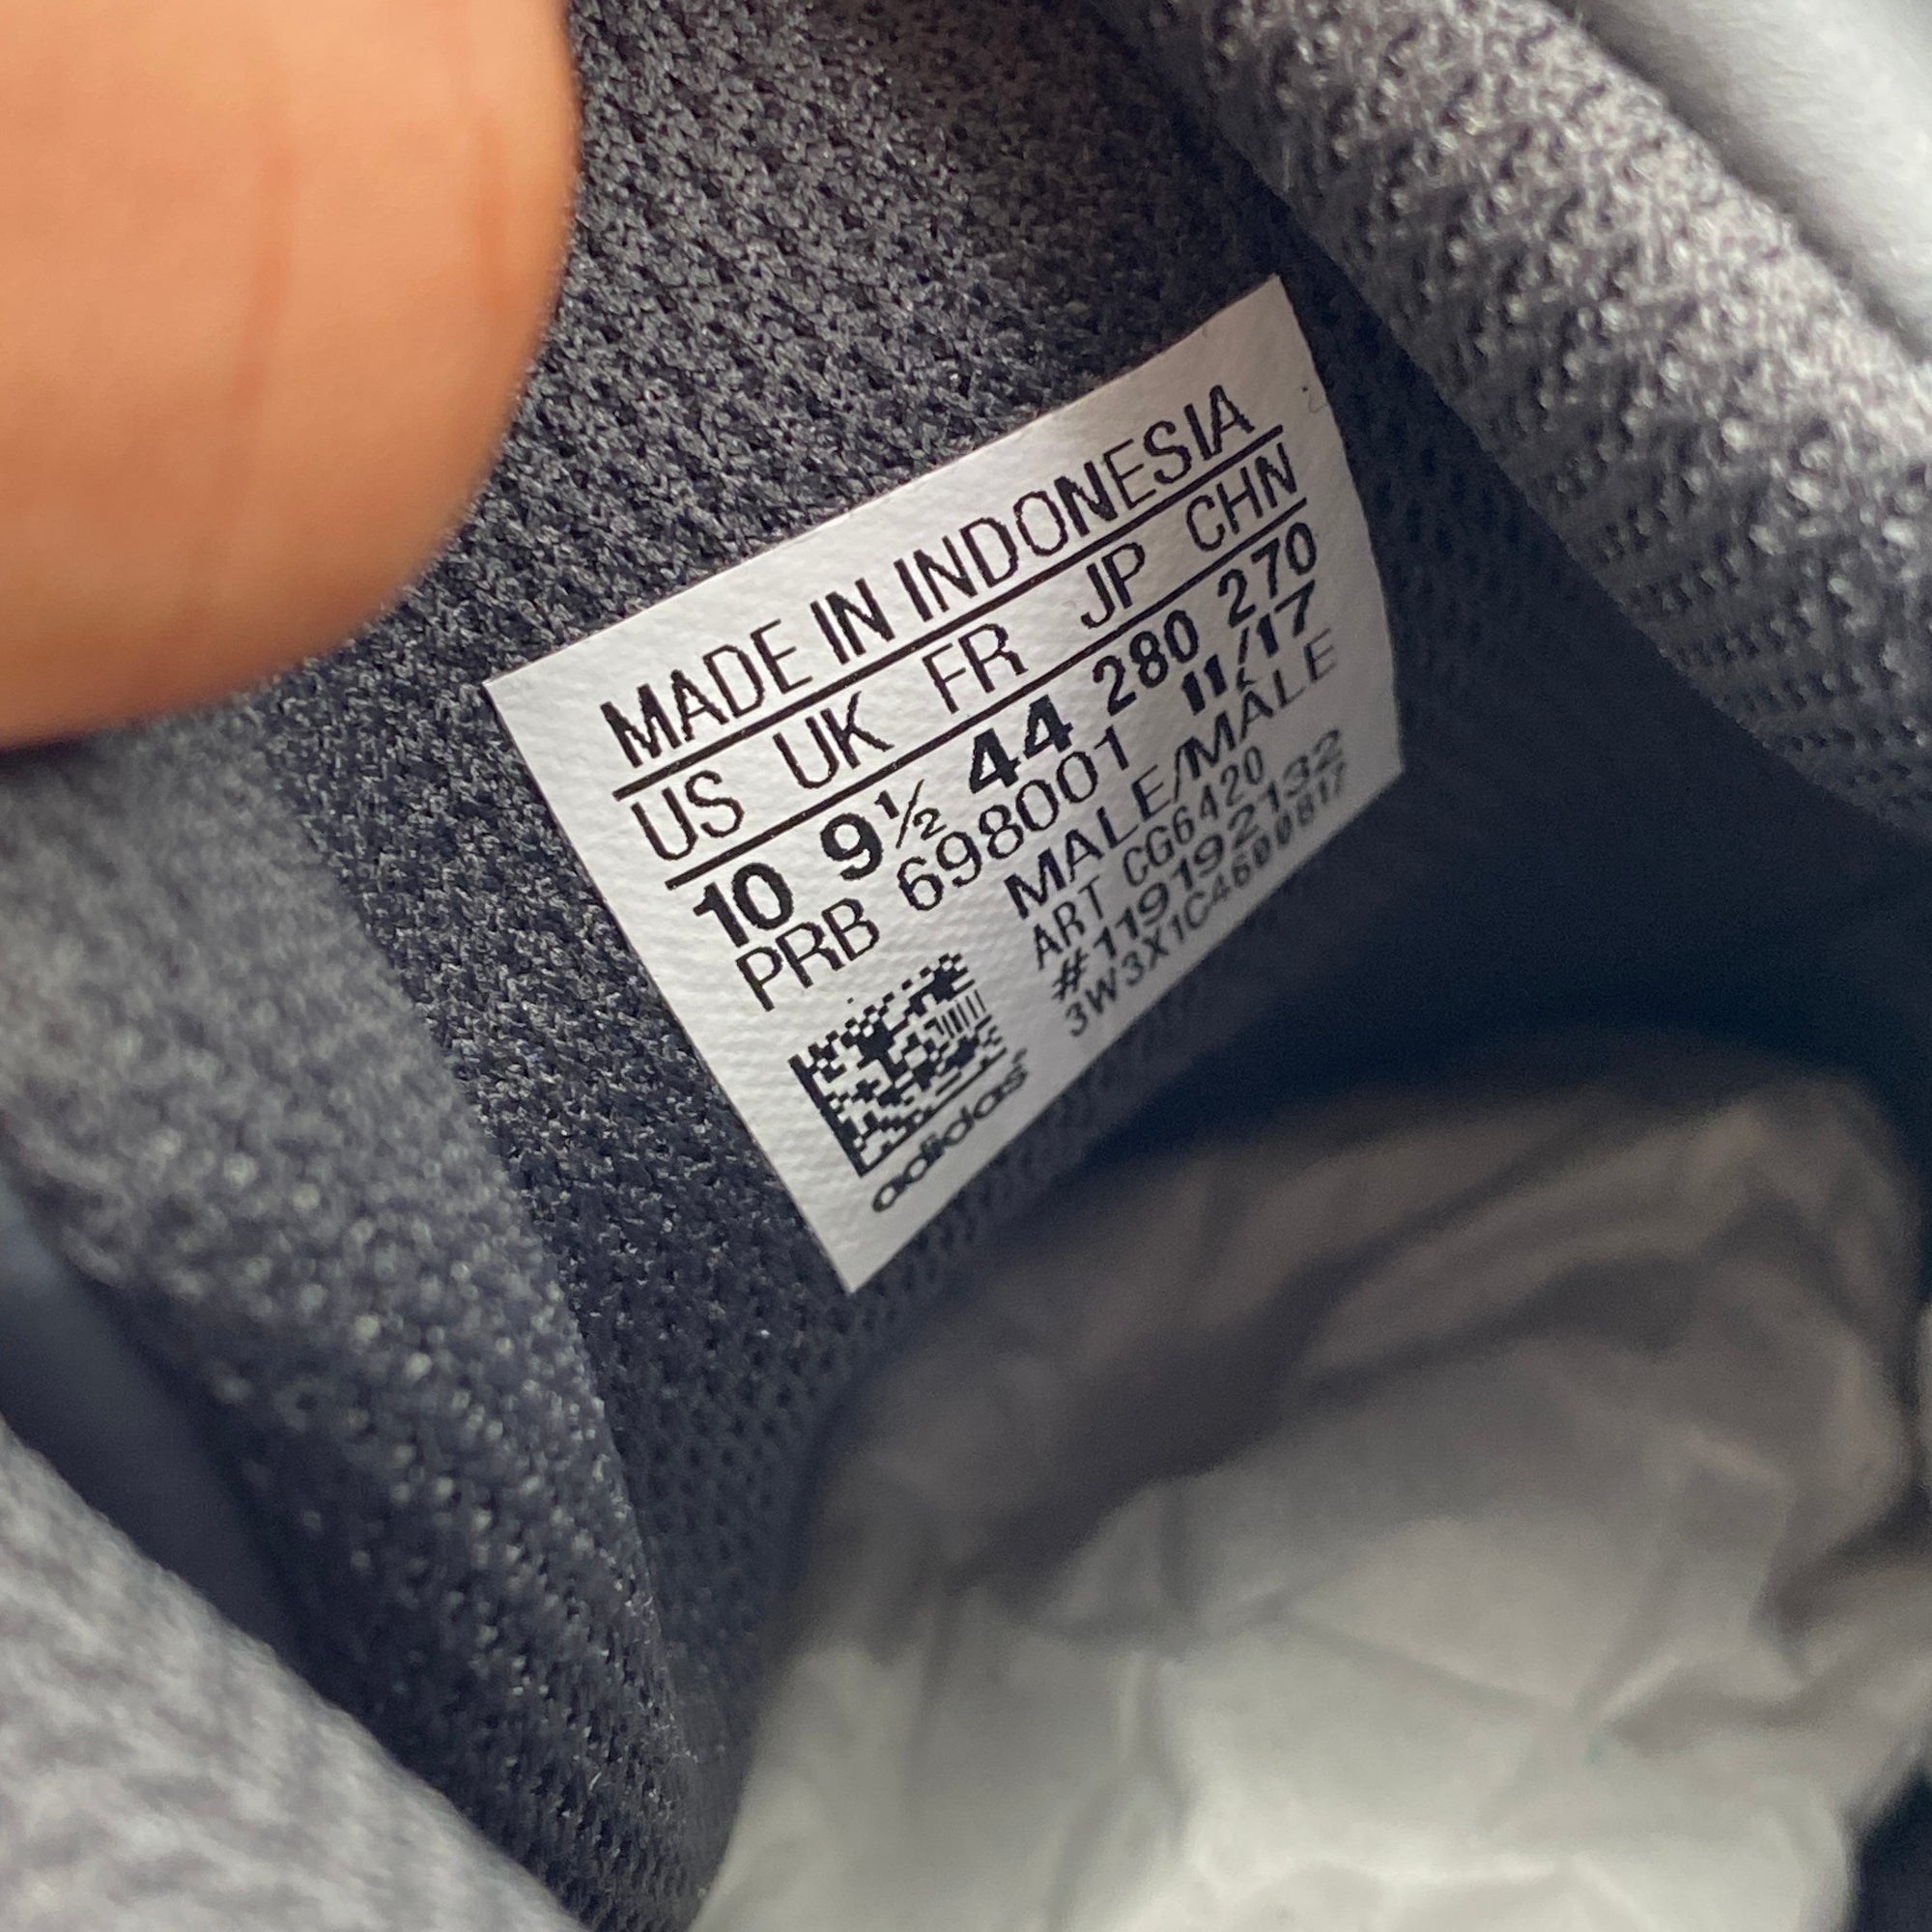 MADE IN INDONESIA
US UK FR JP CHN
10 9½ 44 280 270
PRB 698001 11/17
MALE/MÂLE
ART CG6420
#119192132
3W3X1C4600817
adidas